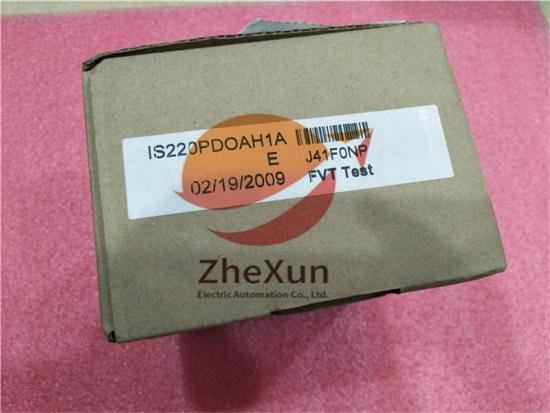 IS220PDOAH1A
E
J41F0NP
02/19/2009
FVT Test
ZheXun
Electric Automation Co., Ltd.